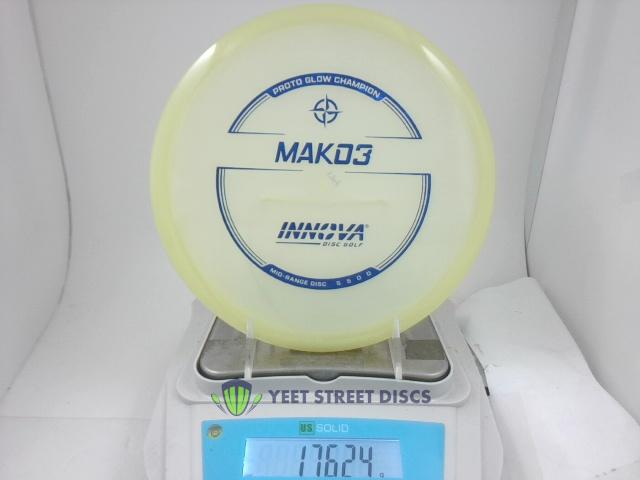 PROTO GLOW CHAMPION
MAKO3
INNOVA®
DISC GOLF
MID-RANGE DISC 5 5 0 0
YEET STREET DISCS
US SOLID
176.24 g